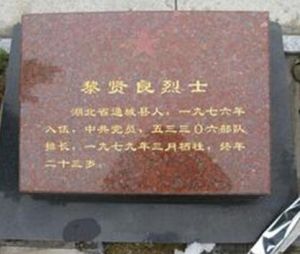 黎贤良烈士
湖北省通城县人，一九七六年
入伍，中共党员，五三三〇六部队
排长，一九七九年三月牺牲，终年
二十三岁。